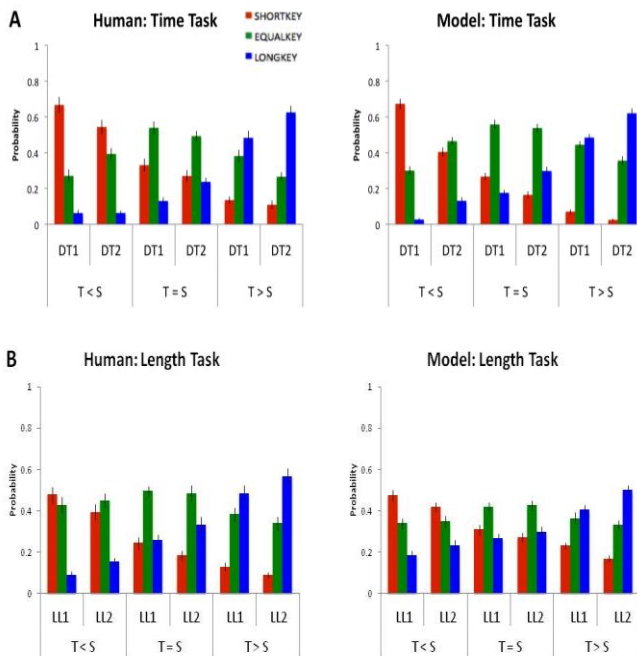 A
Human: Time Task
SHORTKEY
EQUALKEY
LONGKEY
Model: Time Task
Probability
1
0.8
0.6
0.4
0.2
0
DT1 DT2 DT1 DT2 DT1 DT2
T < S T = S T > S
Probability
1
0.8
0.6
0.4
0.2
0
DT1 DT2 DT1 DT2 DT1 DT2
T < S T = S T > S
B
Human: Length Task
Model: Length Task
Probability
1
0.8
0.6
0.4
0.2
0
LL1 LL2 LL1 LL2 LL1 LL2
T < S T = S T > S
Probability
1
0.8
0.6
0.4
0.2
0
LL1 LL2 LL1 LL2 LL1 LL2
T < S T = S T > S